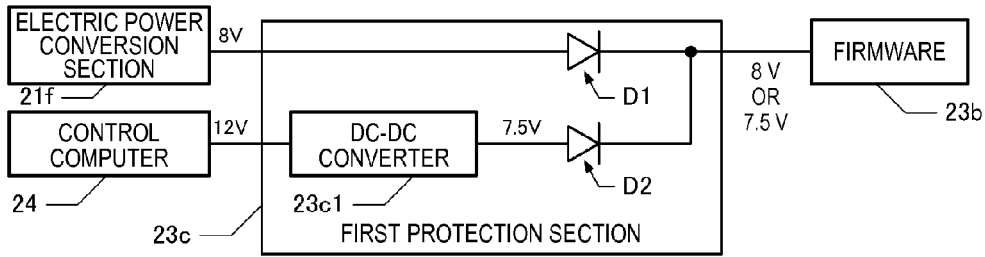 ELECTRIC POWER
CONVERSION
SECTION
21f
8V
D1
8 V
OR
7.5 V
FIRMWARE
23b
CONTROL
COMPUTER
24
12V
DC-DC
CONVERTER
23c1
7.5V
D2
23c
FIRST PROTECTION SECTION